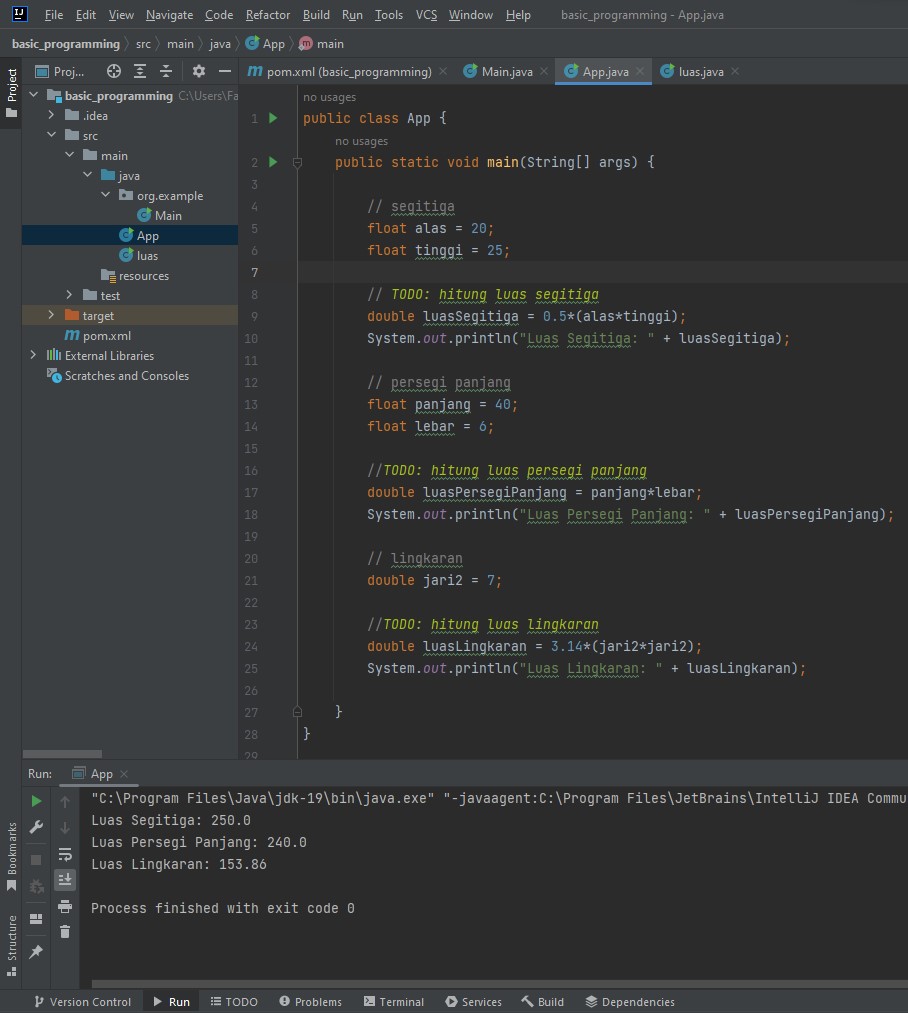 File Edit View Navigate Code Refactor Build Run Tools VCS Window Help basic_programming - App.java
basic_programming src main java App main
Project
Proj... pom.xml (basic_programming) Main.java App.java luas.java
basic_programming C:\Users\Fa
.idea
src
main
java
org.example
Main
App
luas
resources
test
target
pom.xml
External Libraries
Scratches and Consoles
no usages
1 public class App {
no usages
2 public static void main(String[] args) {
3
4 // segitiga
5 float alas = 20;
6 float tinggi = 25;
7
8 // TODO: hitung luas segitiga
9 double luasSegitiga = 0.5*(alas*tinggi);
10 System.out.println("Luas Segitiga: " + luasSegitiga);
11
12 // persegi panjang
13 float panjang = 40;
14 float lebar = 6;
15
16 //TODO: hitung luas persegi panjang
17 double luasPersegiPanjang = panjang*lebar;
18 System.out.println("Luas Persegi Panjang: " + luasPersegiPanjang);
19
20 // lingkaran
21 double jari2 = 7;
22
23 //TODO: hitung luas lingkaran
24 double luasLingkaran = 3.14*(jari2*jari2);
25 System.out.println("Luas Lingkaran: " + luasLingkaran);
26
27 }
28 }
29
Run: App
"C:\Program Files\Java\jdk-19\bin\java.exe" "-javaagent:C:\Program Files\JetBrains\IntelliJ IDEA Commu
Luas Segitiga: 250.0
Luas Persegi Panjang: 240.0
Luas Lingkaran: 153.86
Process finished with exit code 0
Bookmarks
Structure
Version Control Run TODO Problems Terminal Services Build Dependencies